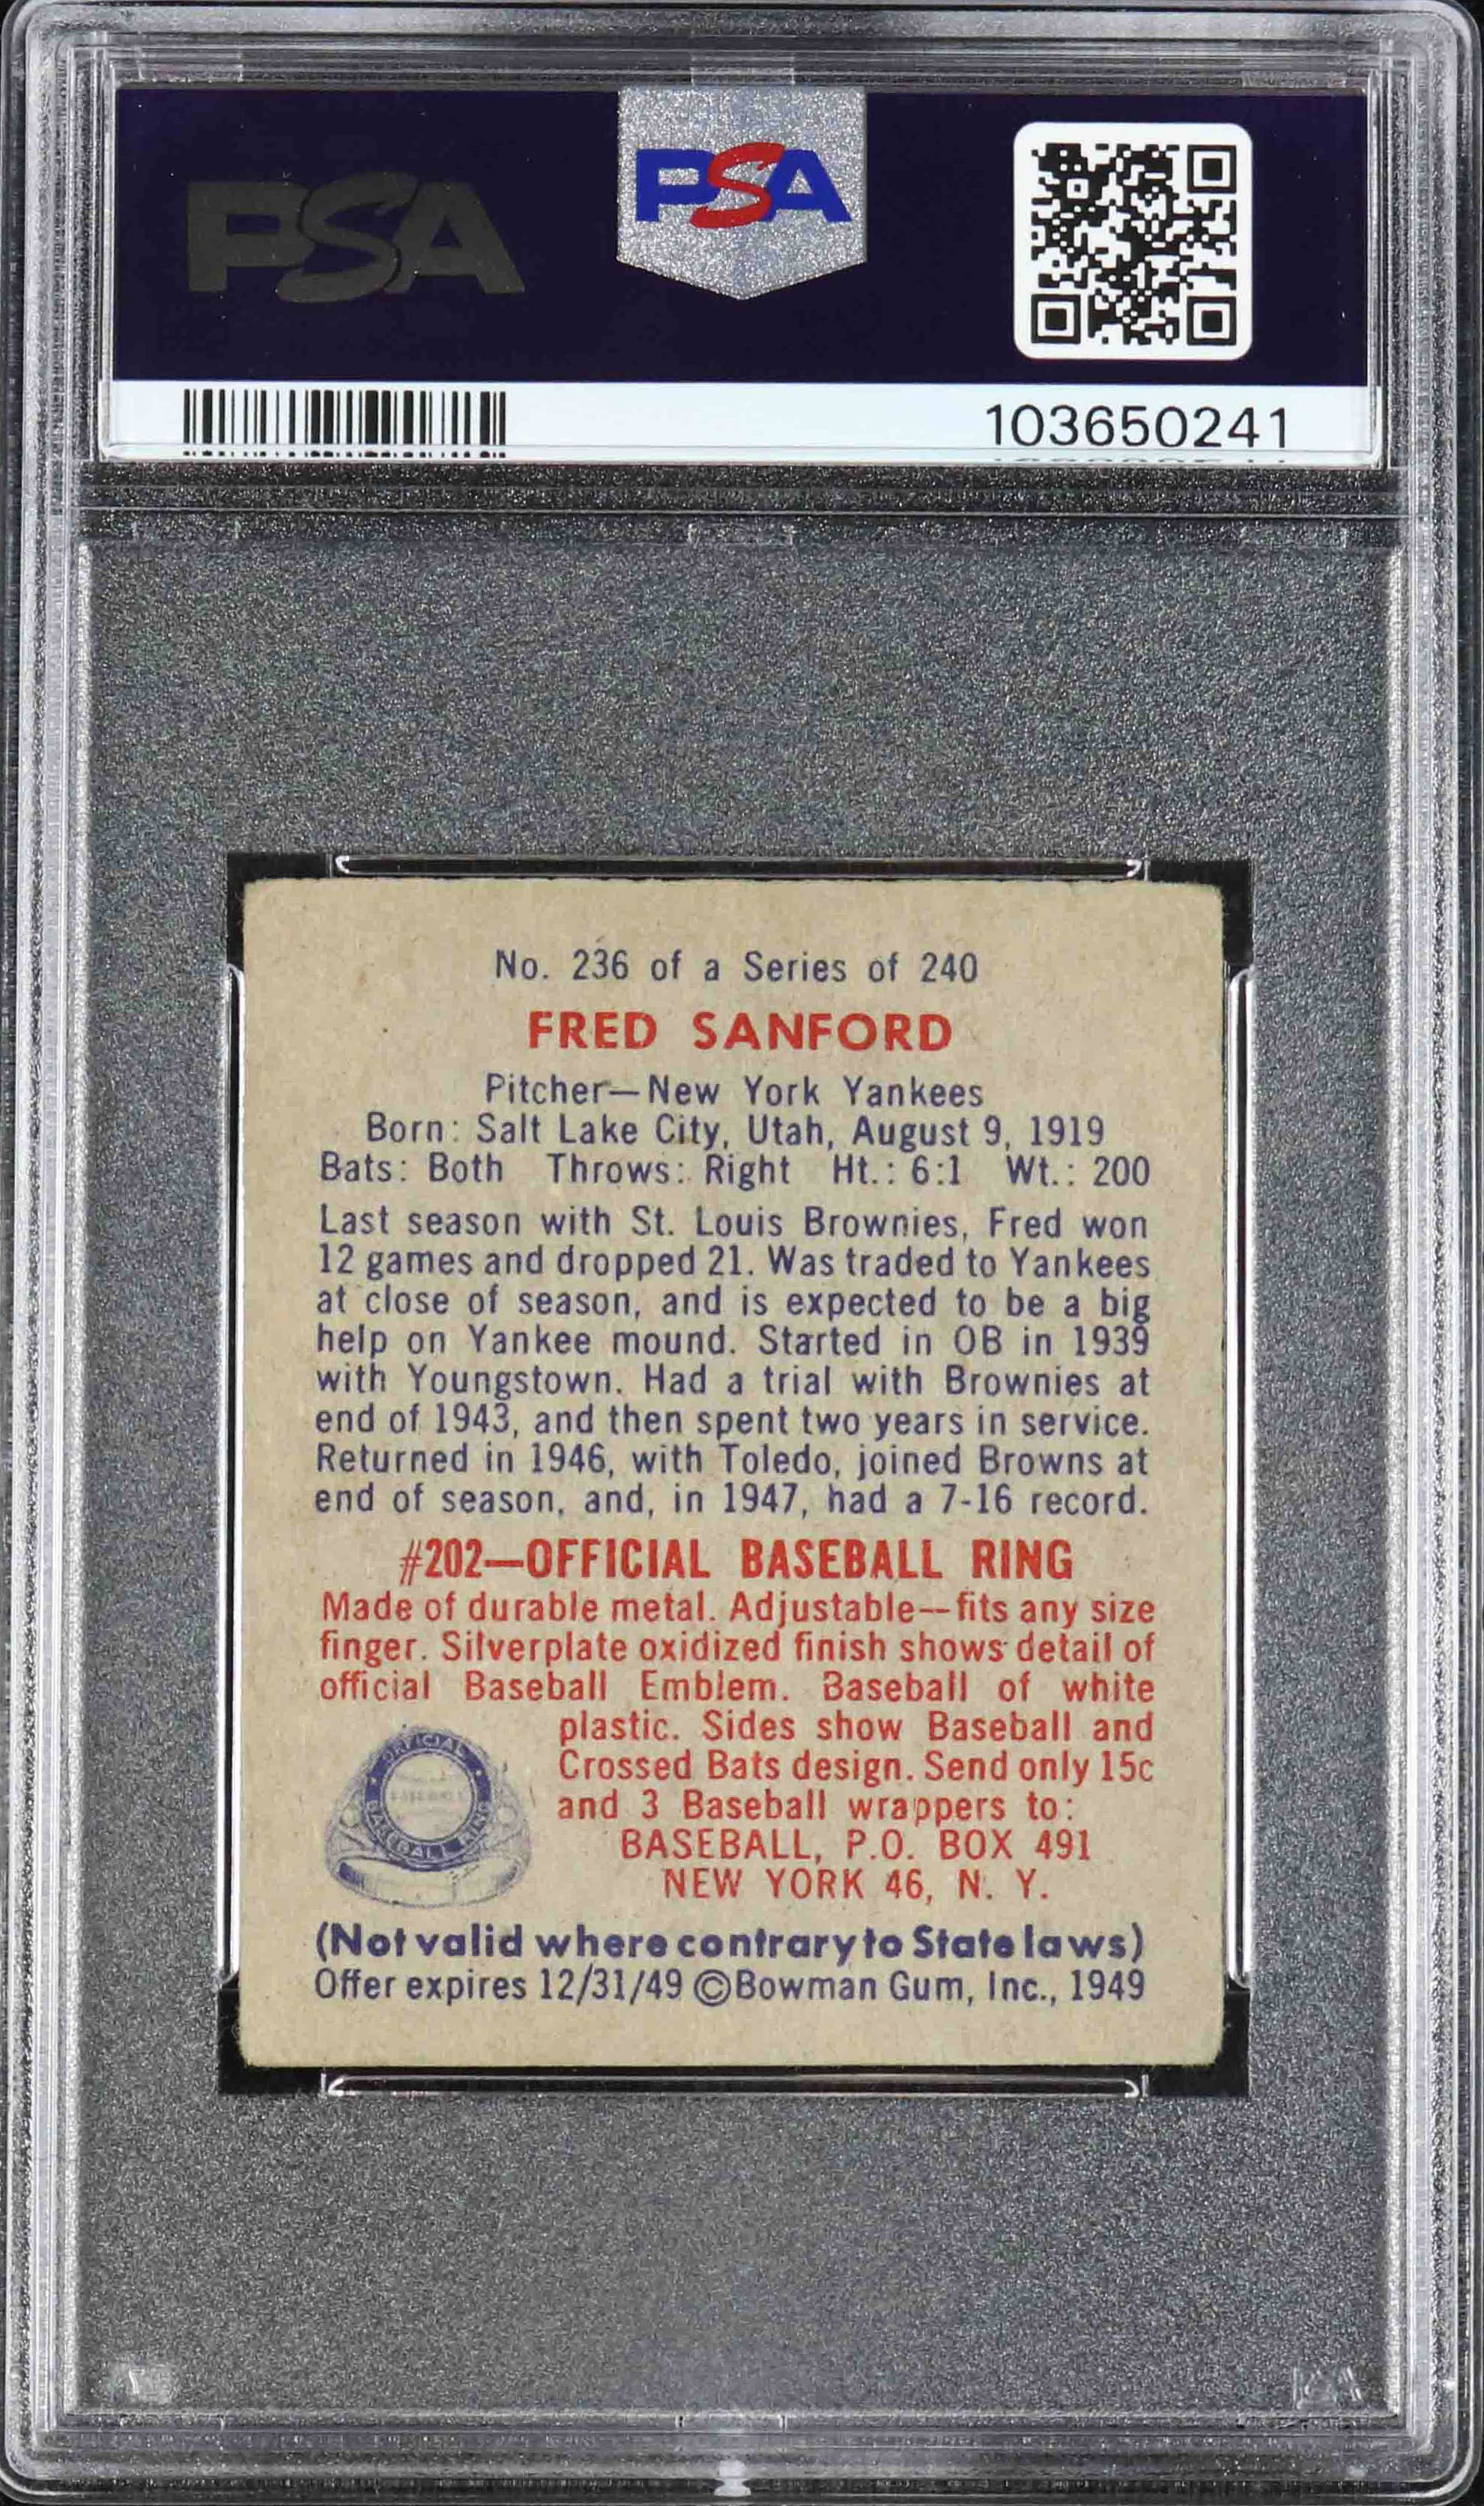 PSA
PSA
103650241
No. 236 of a Series of 240
FRED SANFORD
Pitcher—New York Yankees
Born: Salt Lake City, Utah, August 9, 1919
Bats: Both Throws: Right Ht.: 6:1 Wt.: 200
Last season with St. Louis Brownies, Fred won
12 games and dropped 21. Was traded to Yankees
at close of season, and is expected to be a big
help on Yankee mound. Started in OB in 1939
with Youngstown. Had a trial with Brownies at
end of 1943, and then spent two years in service.
Returned in 1946, with Toledo, joined Browns at
end of season, and, in 1947, had a 7-16 record.
#202—OFFICIAL BASEBALL RING
Made of durable metal. Adjustable—fits any size
finger. Silverplate oxidized finish shows detail of
official Baseball Emblem. Baseball of white
plastic. Sides show Baseball and
Crossed Bats design. Send only 15c
and 3 Baseball wrappers to:
BASEBALL, P.O. BOX 491
NEW YORK 46, N. Y.
OFFICIAL
BASEBALL RING
(Not valid where contrary to State laws)
Offer expires 12/31/49 ©Bowman Gum, Inc., 1949